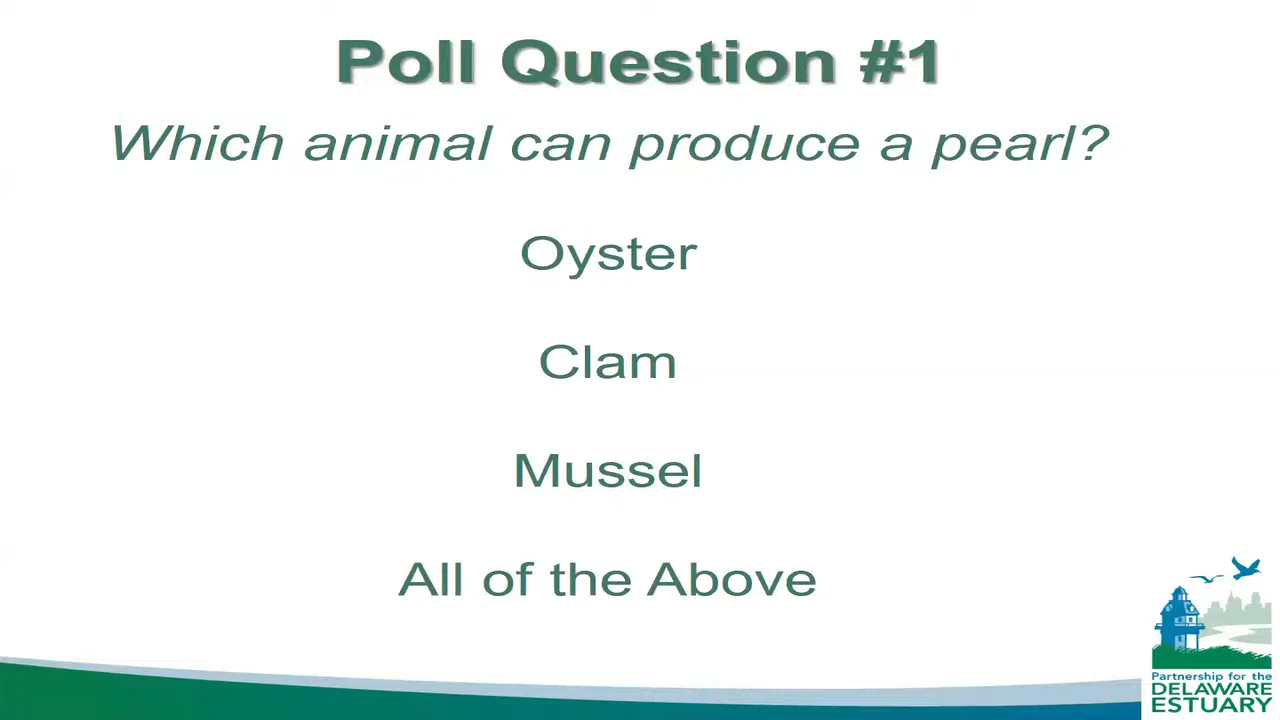 Poll Question #1
Which animal can produce a pearl?
Oyster
Clam
Mussel
All of the Above
Partnership for the
DELAWARE
ESTUARY